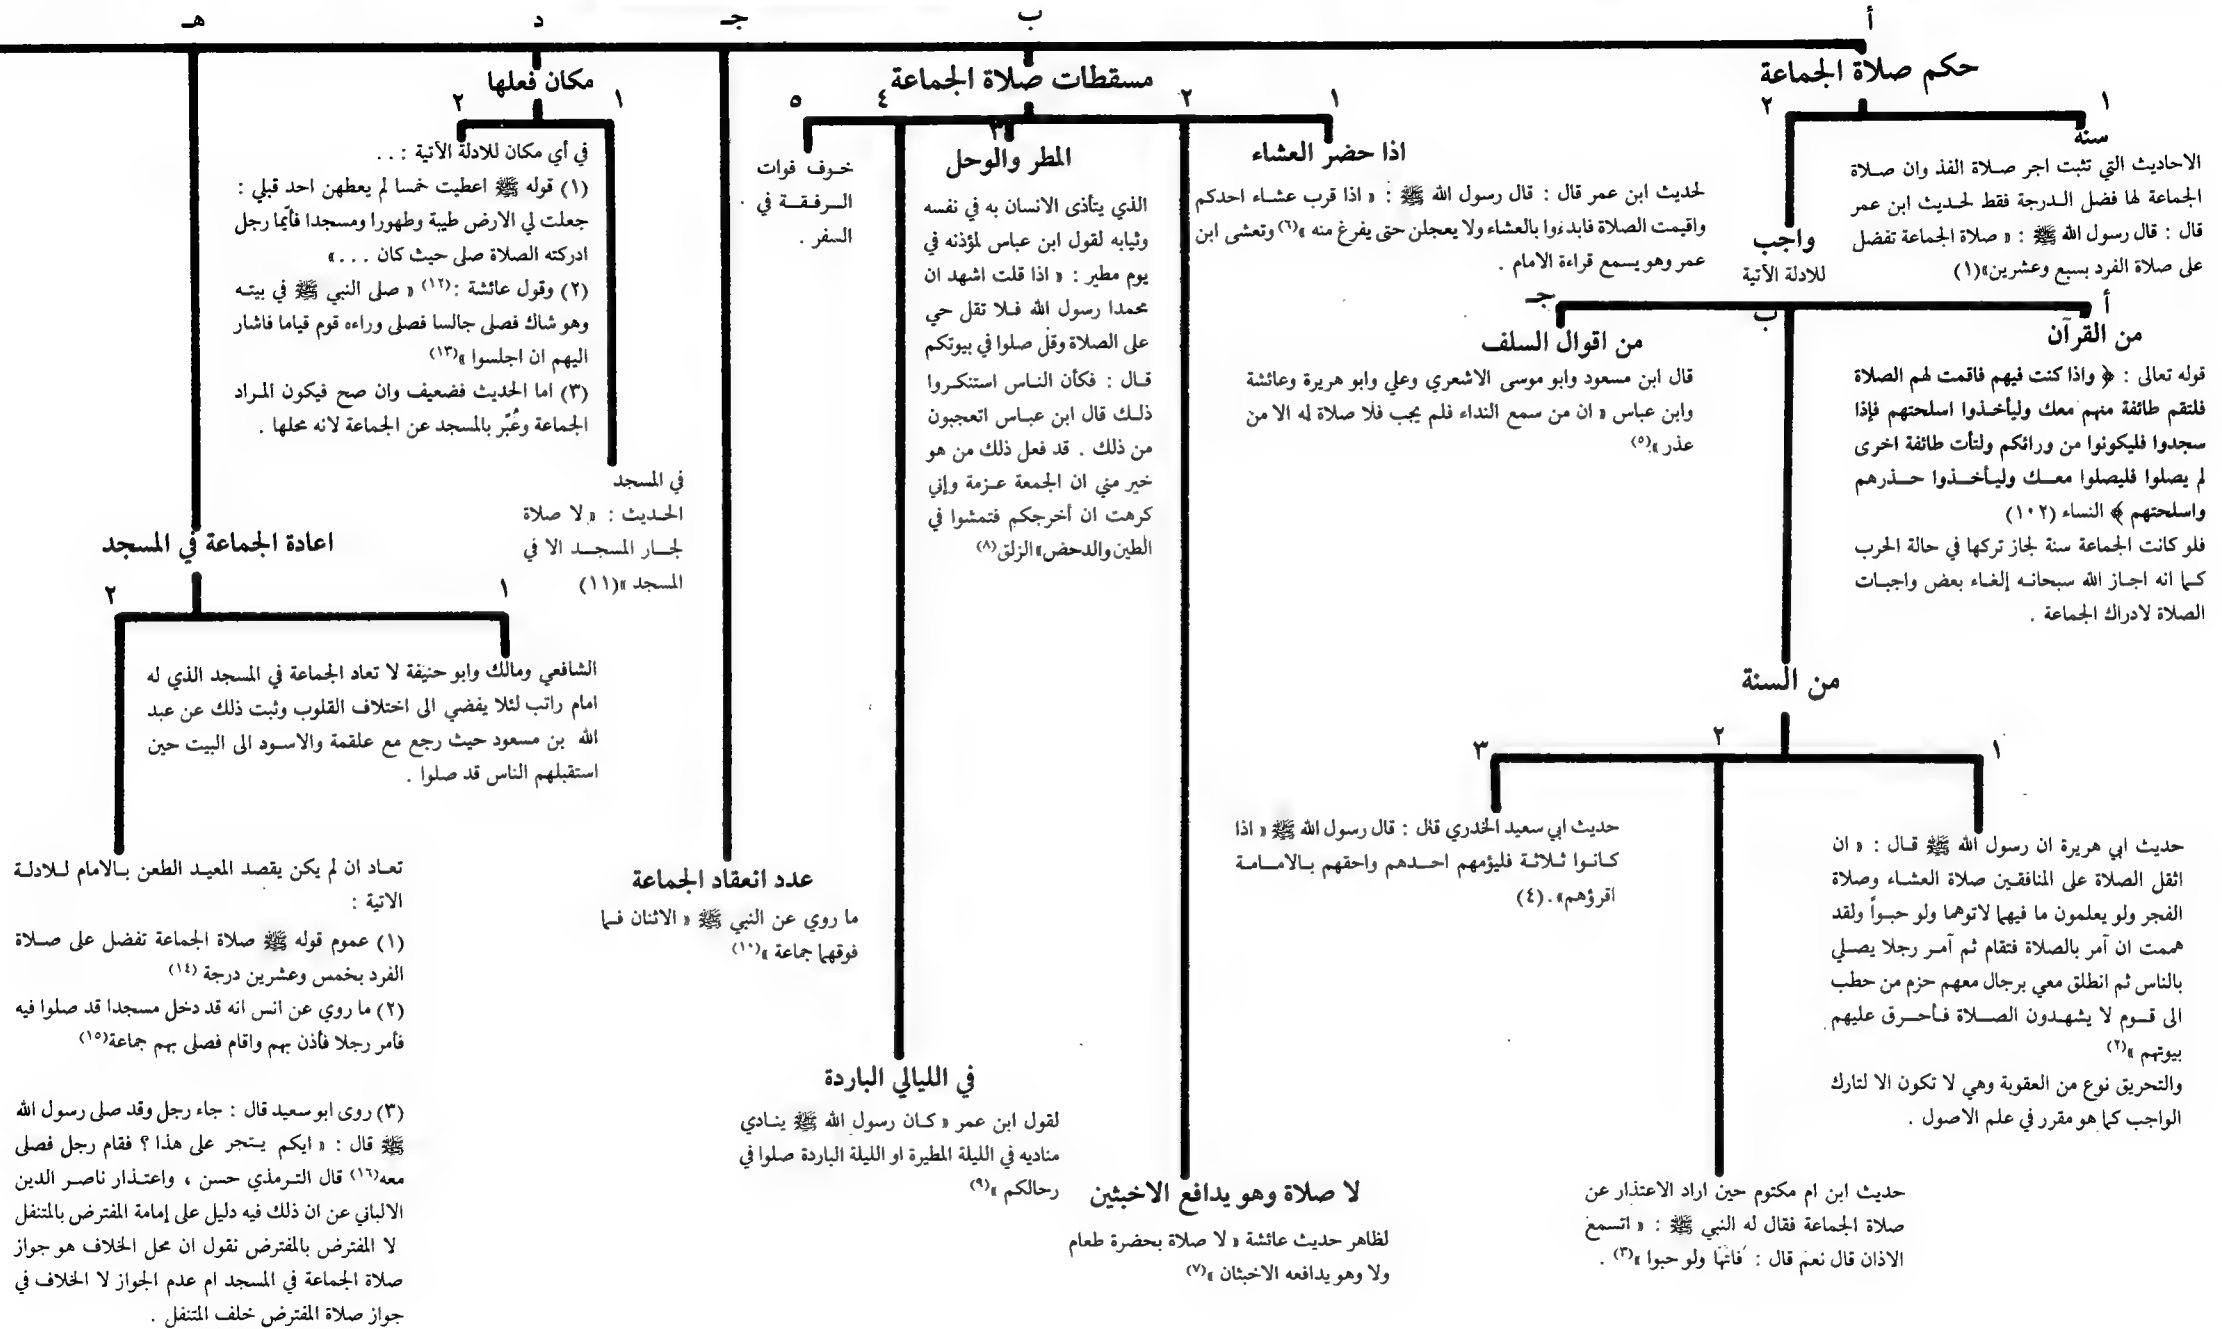 أ
حكم صلاة الجماعة
١
سنة
الاحاديث التي تثبت اجر صلاة الفذ وان صلاة
الجماعة لها فضل الدرجة فقط لحديث ابن عمر
قال : قال رسول الله ﷺ : « صلاة الجماعة تفضل
على صلاة الفرد بسبع وعشرين»(١)
٢
واجب
للادلة الآتية
أ
من القرآن
قوله تعالى : ﴿ واذا كنت فيهم فاقمت لهم الصلاة
فلتقم طائفة منهم معك وليأخذوا اسلحتهم فإذا
سجدوا فليكونوا من ورائكم ولتأت طائفة اخرى
لم يصلوا فليصلوا معك وليأخذوا حذرهم
واسلحتهم ﴾ النساء (١٠٢)
فلو كانت الجماعة سنة لجاز تركها في حالة الحرب
كما انه اجاز الله سبحانه إلغاء بعض واجبات
الصلاة لادراك الجماعة .
ب
من السنة
١
حديث ابي هريرة ان رسول الله ﷺ قال : « ان
اثقل الصلاة على المنافقين صلاة العشاء وصلاة
الفجر ولو يعلمون ما فيهما لاتوهما ولو حبواً ولقد
هممت ان آمر بالصلاة فتقام ثم آمر رجلا يصلي
بالناس ثم انطلق معي برجال معهم حزم من حطب
الى قوم لا يشهدون الصلاة فأحرق عليهم
بيوتهم »(٢)
والتحريق نوع من العقوبة وهي لا تكون الا لتارك
الواجب كما هو مقرر في علم الاصول .
٢
حديث ابن ام مكتوم حين اراد الاعتذار عن
صلاة الجماعة فقال له النبي ﷺ : « اتسمع
الاذان قال نعم قال : فاتها ولو حبوا »(٣) .
٣
حديث ابي سعيد الخدري قال : قال رسول الله ﷺ « اذا
كانوا ثلاثة فليؤمهم احدهم واحقهم بالامامة
اقرؤهم» . (٤)
جـ
من اقوال السلف
قال ابن مسعود وابو موسى الاشعري وعلي وابو هريرة وعائشة
وابن عباس « ان من سمع النداء فلم يجب فلا صلاة له الا من
عذر »(٥)
ب
مسقطات صلاة الجماعة
١
اذا حضر العشاء
لحديث ابن عمر قال : قال رسول الله ﷺ : « اذا قرب عشاء احدكم
واقيمت الصلاة فابدءوا بالعشاء ولا يعجلن حتى يفرغ منه »(٦) وتعشى ابن
عمر وهو يسمع قراءة الامام .
٢
لا صلاة وهو يدافع الاخبثين
لظاهر حديث عائشة « لا صلاة بحضرة طعام
ولا وهو يدافعه الاخبثان »(٧)
٣
المطر والوحل
الذي يتأذى الانسان به في نفسه
وثيابه لقول ابن عباس لمؤذنه في
يوم مطير : « اذا قلت اشهد ان
محمدا رسول الله فلا تقل حي
على الصلاة وقل صلوا في بيوتكم
قال : فكأن الناس استنكروا
ذلك قال ابن عباس اتعجبون
من ذلك . قد فعل ذلك من هو
خير مني ان الجمعة عزمة وإني
كرهت ان أخرجكم فتمشوا في
الطين والدحض» الزلق(٨)
٤
في الليالي الباردة
لقول ابن عمر « كان رسول الله ﷺ ينادي
مناديه في الليلة المطيرة او الليلة الباردة صلوا في
رحالكم »(٩)
٥
خوف فوات
الرفقة في
السفر .
جـ
عدد انعقاد الجماعة
ما روي عن النبي ﷺ « الاثنان فما
فوقهما جماعة »(١٠)
د
مكان فعلها
١
في المسجد
الحديث : « لا صلاة
لجار المسجد الا في
المسجد »(١١)
٢
في أي مكان للادلة الآتية : . .
(١) قوله ﷺ اعطيت خمسا لم يعطهن احد قبلي :
جعلت لي الارض طيبة وطهورا ومسجدا فأيما رجل
ادركته الصلاة صلى حيث كان . . . »
(٢) وقول عائشة :(١٢) « صلى النبي ﷺ في بيته
وهو شاك فصلى جالسا فصلى وراءه قوم قياما فاشار
اليهم ان اجلسوا »(١٣)
(٣) اما الحديث فضعيف وان صح فيكون المراد
الجماعة وعُبّر بالمسجد عن الجماعة لانه محلها .
هـ
اعادة الجماعة في المسجد
١
الشافعي ومالك وابو حنيفة لا تعاد الجماعة في المسجد الذي له
امام راتب لئلا يفضي الى اختلاف القلوب وثبت ذلك عن عبد
الله بن مسعود حيث رجع مع علقمة والاسود الى البيت حين
استقبلهم الناس قد صلوا .
٢
تعاد ان لم يكن يقصد المعيد الطعن بالامام للادلة
الاتية :
(١) عموم قوله ﷺ صلاة الجماعة تفضل على صلاة
الفرد بخمس وعشرين درجة (١٤)
(٢) ما روي عن انس انه قد دخل مسجدا قد صلوا فيه
فأمر رجلا فأذن بهم واقام فصلى بهم جماعة(١٥)
(٣) روى ابو سعيد قال : جاء رجل وقد صلى رسول الله
ﷺ قال : « ايكم يتجر على هذا ؟ فقام رجل فصلى
معه(١٦) قال الترمذي حسن ، واعتذار ناصر الدين
الالباني عن ان ذلك فيه دليل على إمامة المفترض بالمتنفل
لا المفترض بالمفترض نقول ان محل الخلاف هو جواز
صلاة الجماعة في المسجد ام عدم الجواز لا الخلاف في
جواز صلاة المفترض خلف المتنفل .